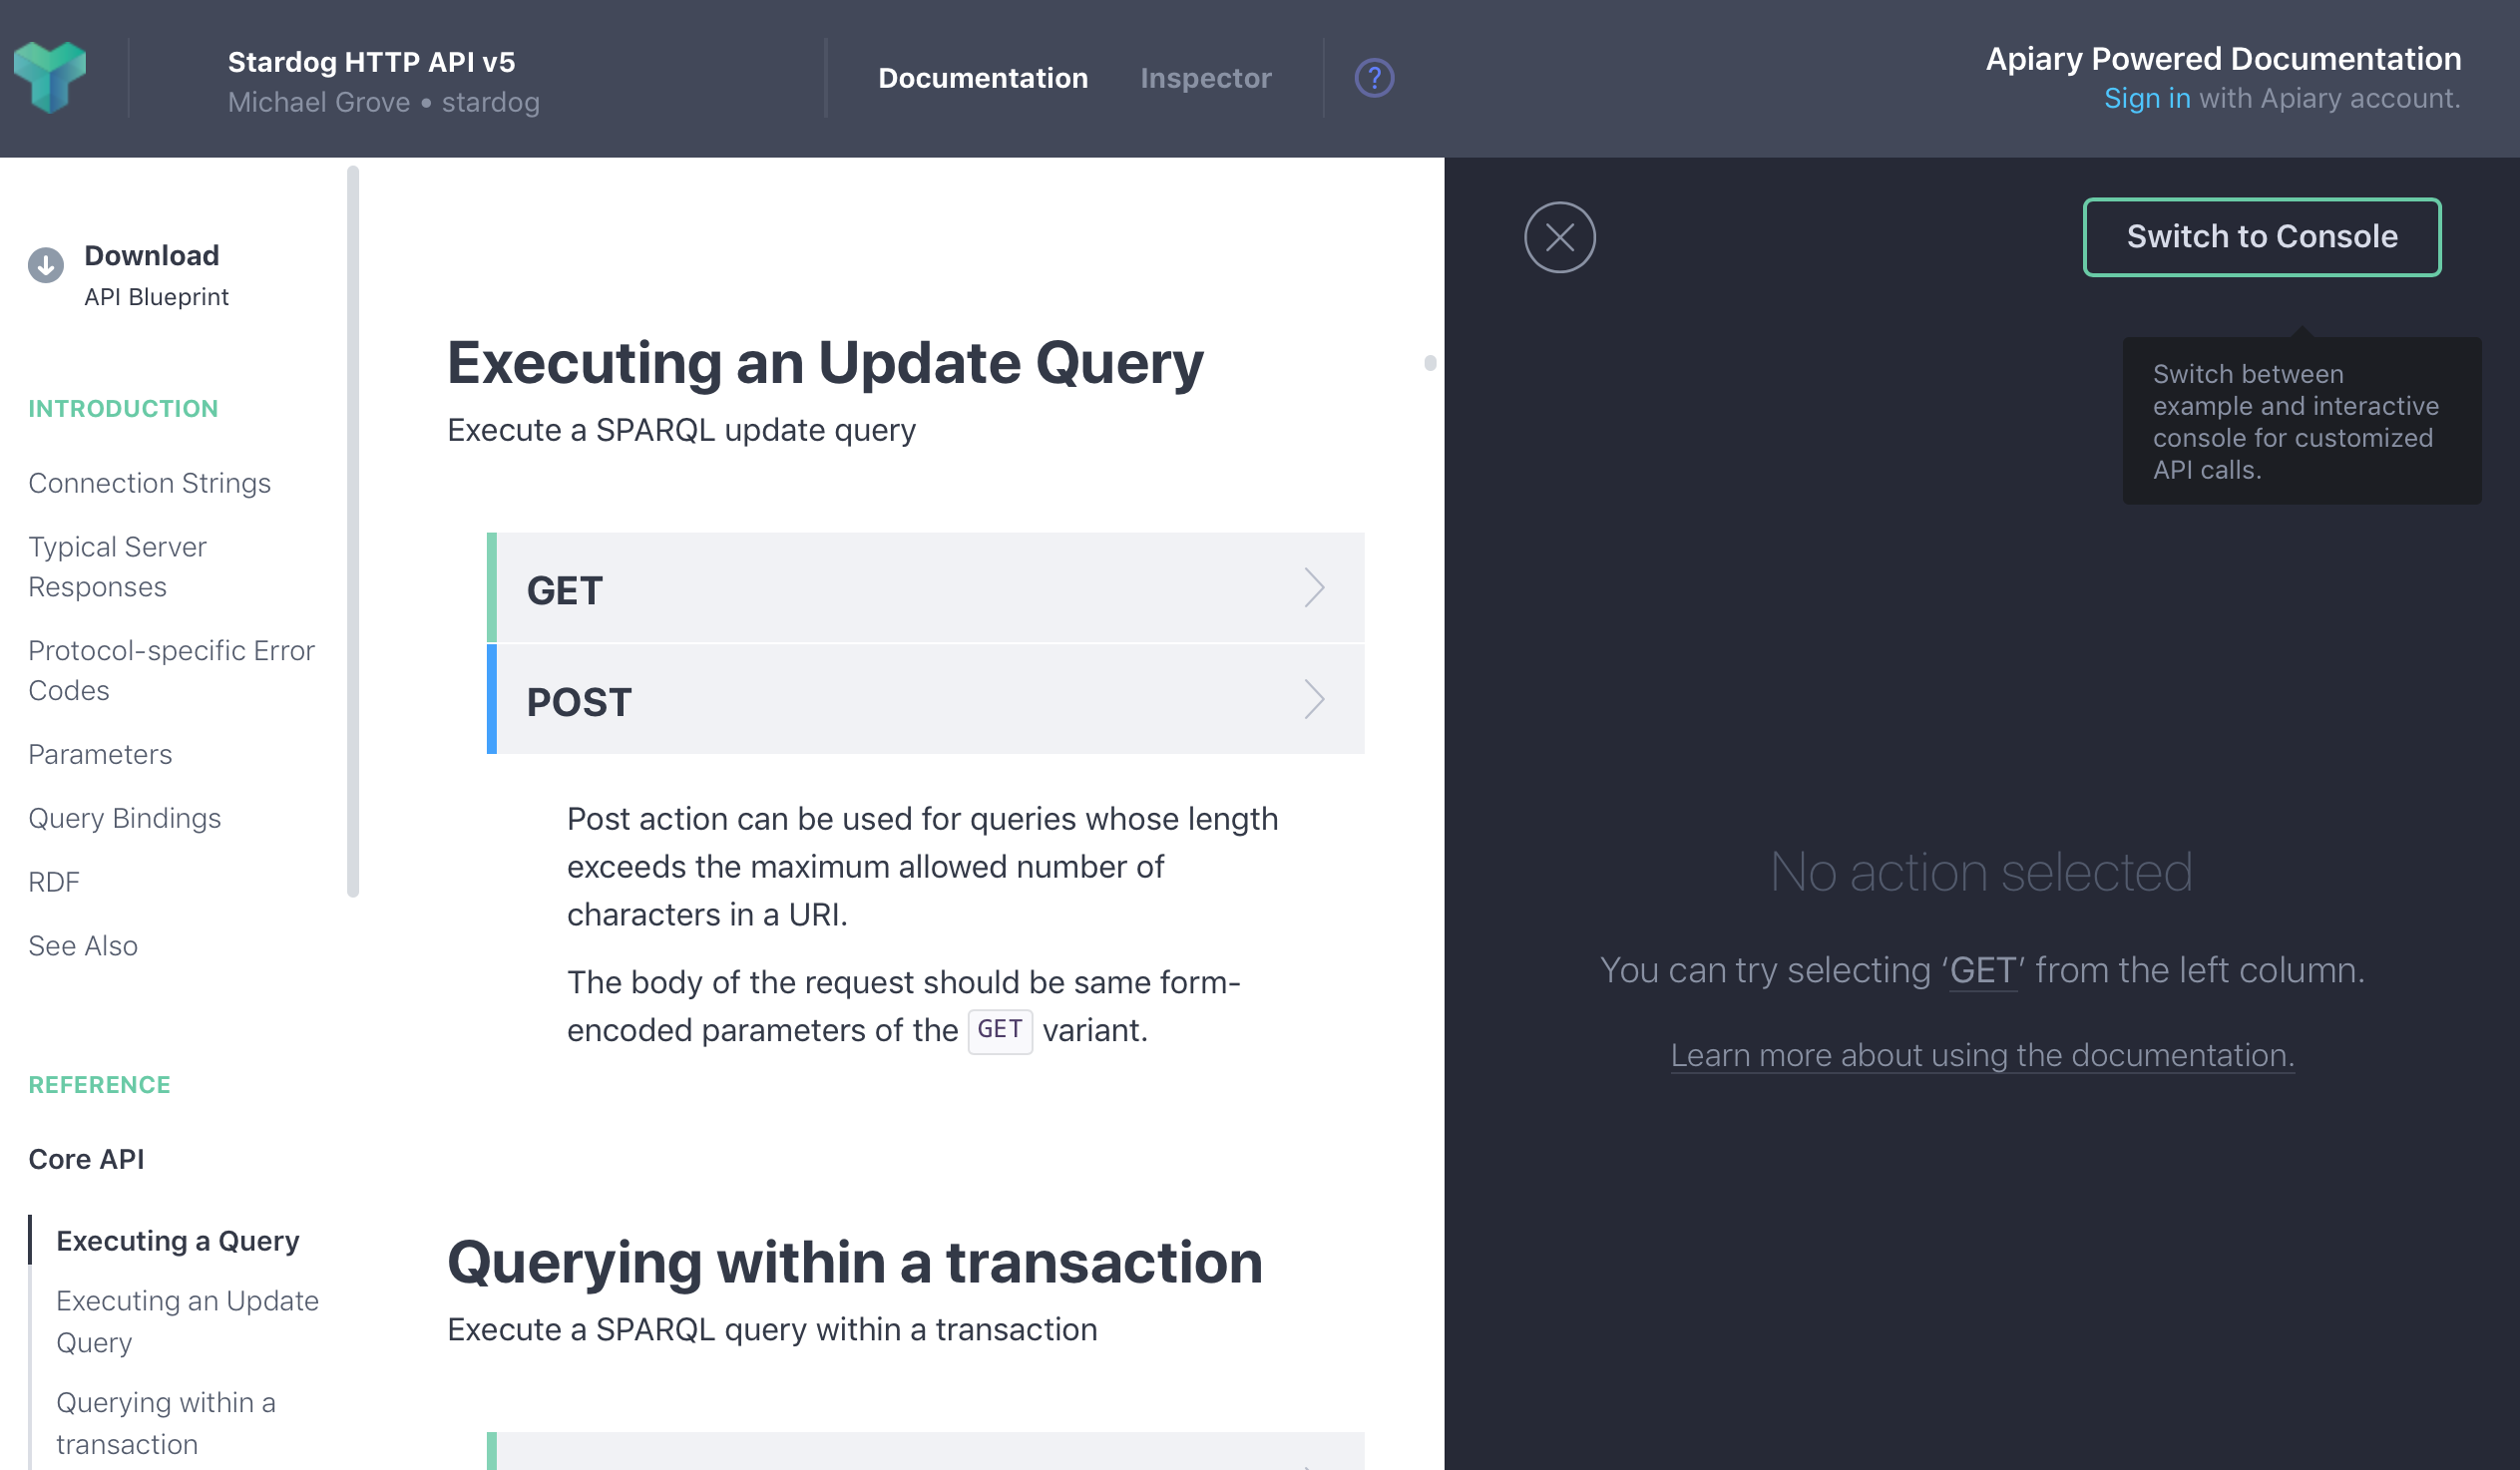 Stardog HTTP API v5
Michael Grove • stardog
Documentation
Inspector
?
Apiary Powered Documentation
Sign in with Apiary account.
Download
API Blueprint
INTRODUCTION
Connection Strings
Typical Server
Responses
Protocol-specific Error
Codes
Parameters
Query Bindings
RDF
See Also
REFERENCE
Core API
Executing a Query
Executing an Update
Query
Querying within a
transaction
Executing an Update Query
Execute a SPARQL update query
GET
POST
Post action can be used for queries whose length
exceeds the maximum allowed number of
characters in a URI.
The body of the request should be same form-
encoded parameters of the GET variant.
Querying within a transaction
Execute a SPARQL query within a transaction
Switch to Console
Switch between
example and interactive
console for customized
API calls.
No action selected
You can try selecting ‘GET’ from the left column.
Learn more about using the documentation.